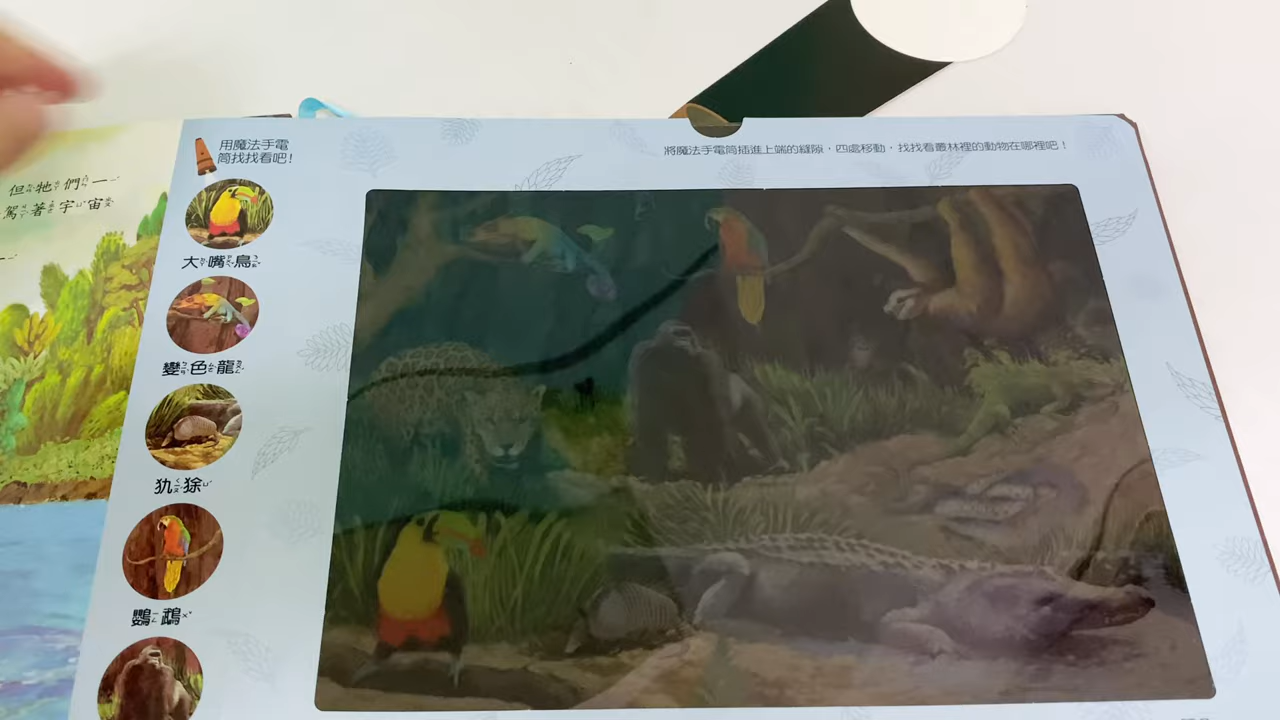 但牠們一
駕著宇宙
用魔法手電
筒找找看吧！
將魔法手電筒插進上端的縫隙，四處移動，找找看叢林裡的動物在哪裡吧！
大嘴鳥
變色龍
犰狳
鸚鵡